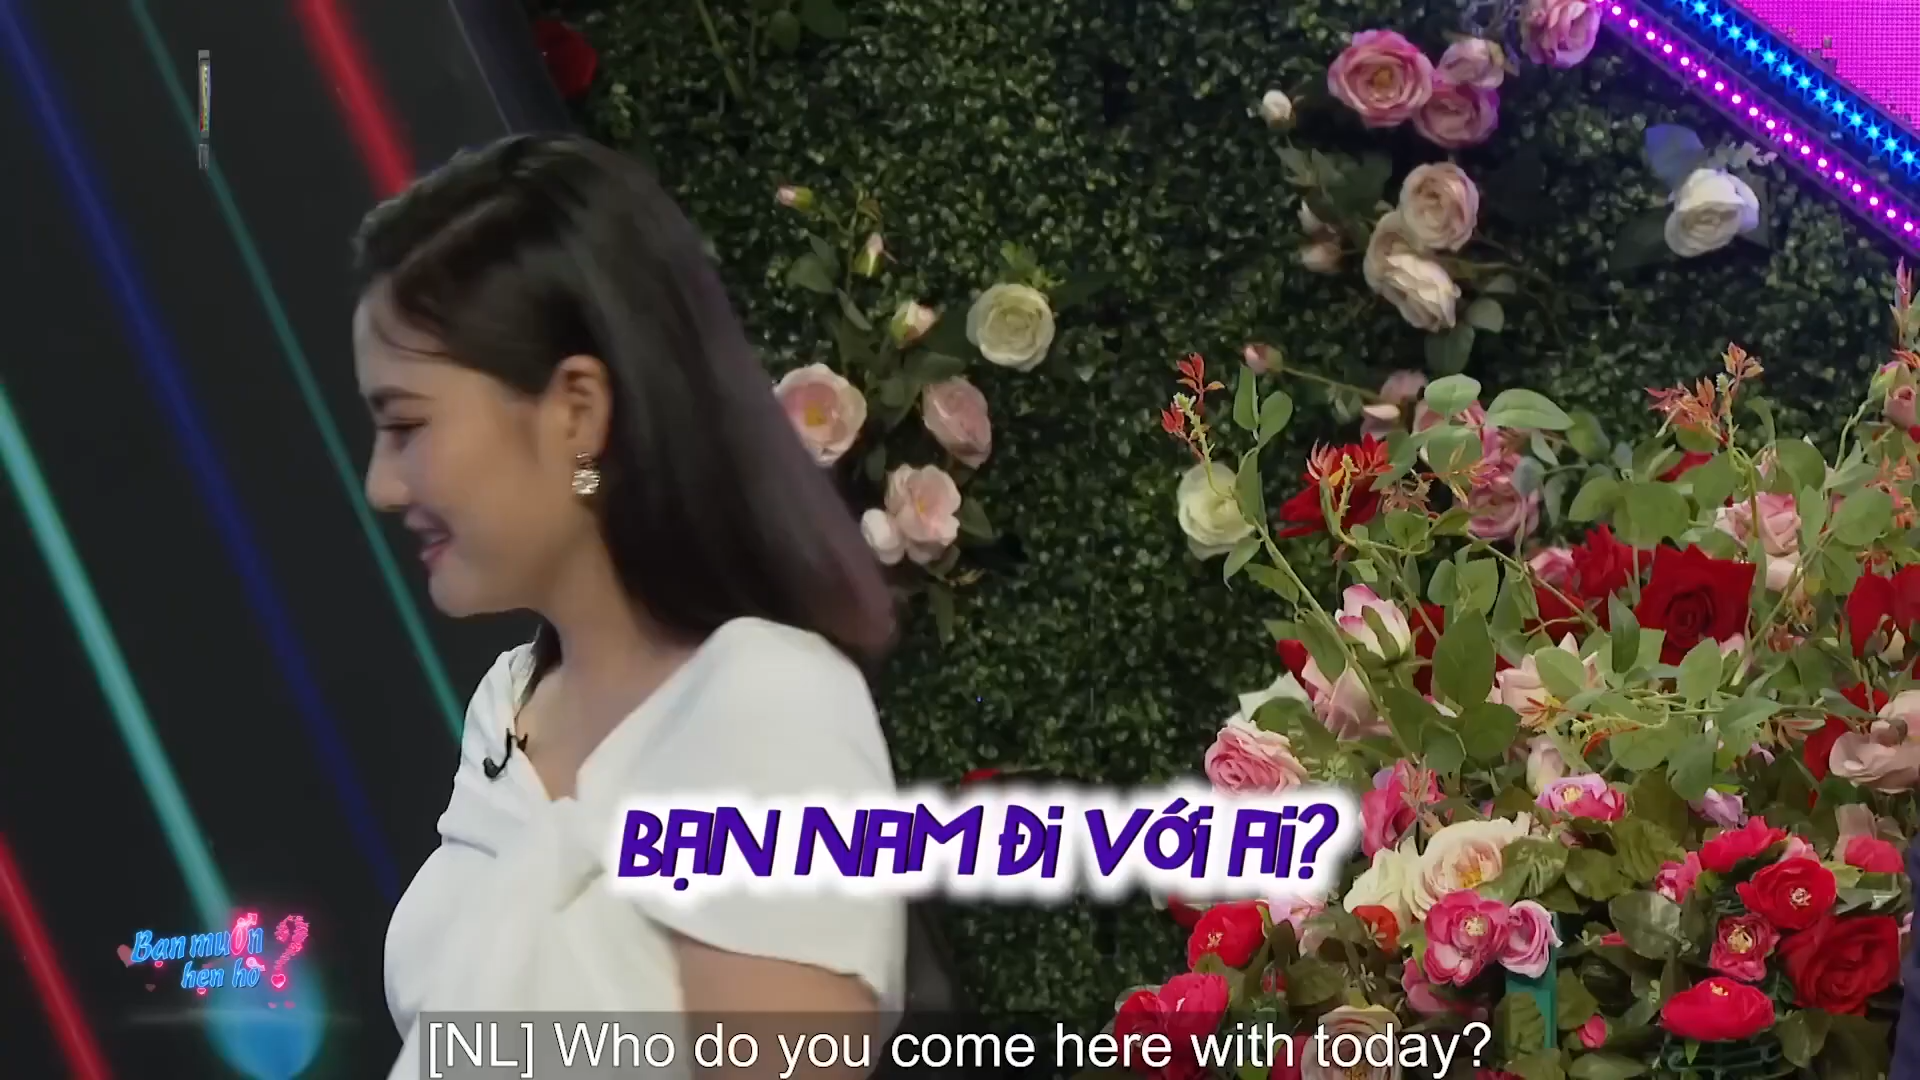 BẠN NAM ĐI VỚI AI?
Bạn muốn
hẹn hò
[NL] Who do you come here with today?